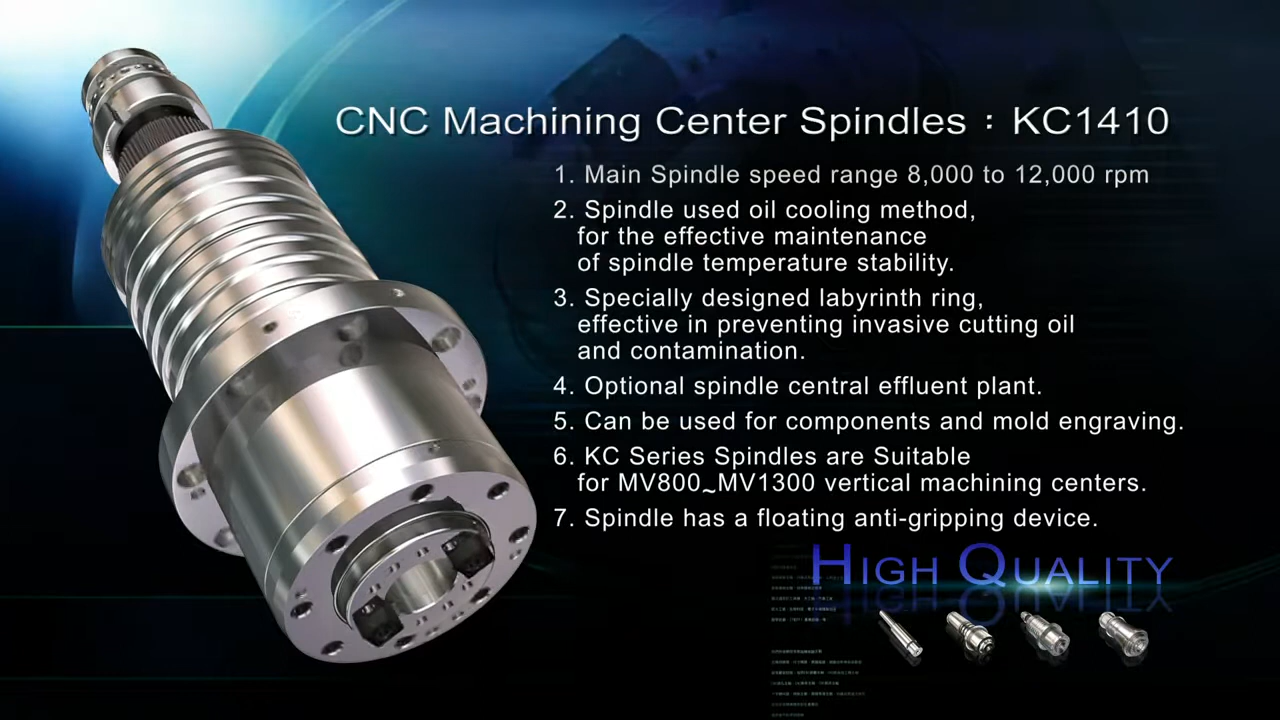 CNC Machining Center Spindles：KC1410
1. Main Spindle speed range 8,000 to 12,000 rpm
2. Spindle used oil cooling method,
for the effective maintenance
of spindle temperature stability.
3. Specially designed labyrinth ring,
effective in preventing invasive cutting oil
and contamination.
4. Optional spindle central effluent plant.
5. Can be used for components and mold engraving.
6. KC Series Spindles are Suitable
for MV800~MV1300 vertical machining centers.
7. Spindle has a floating anti-gripping device.
HIGH QUALITY